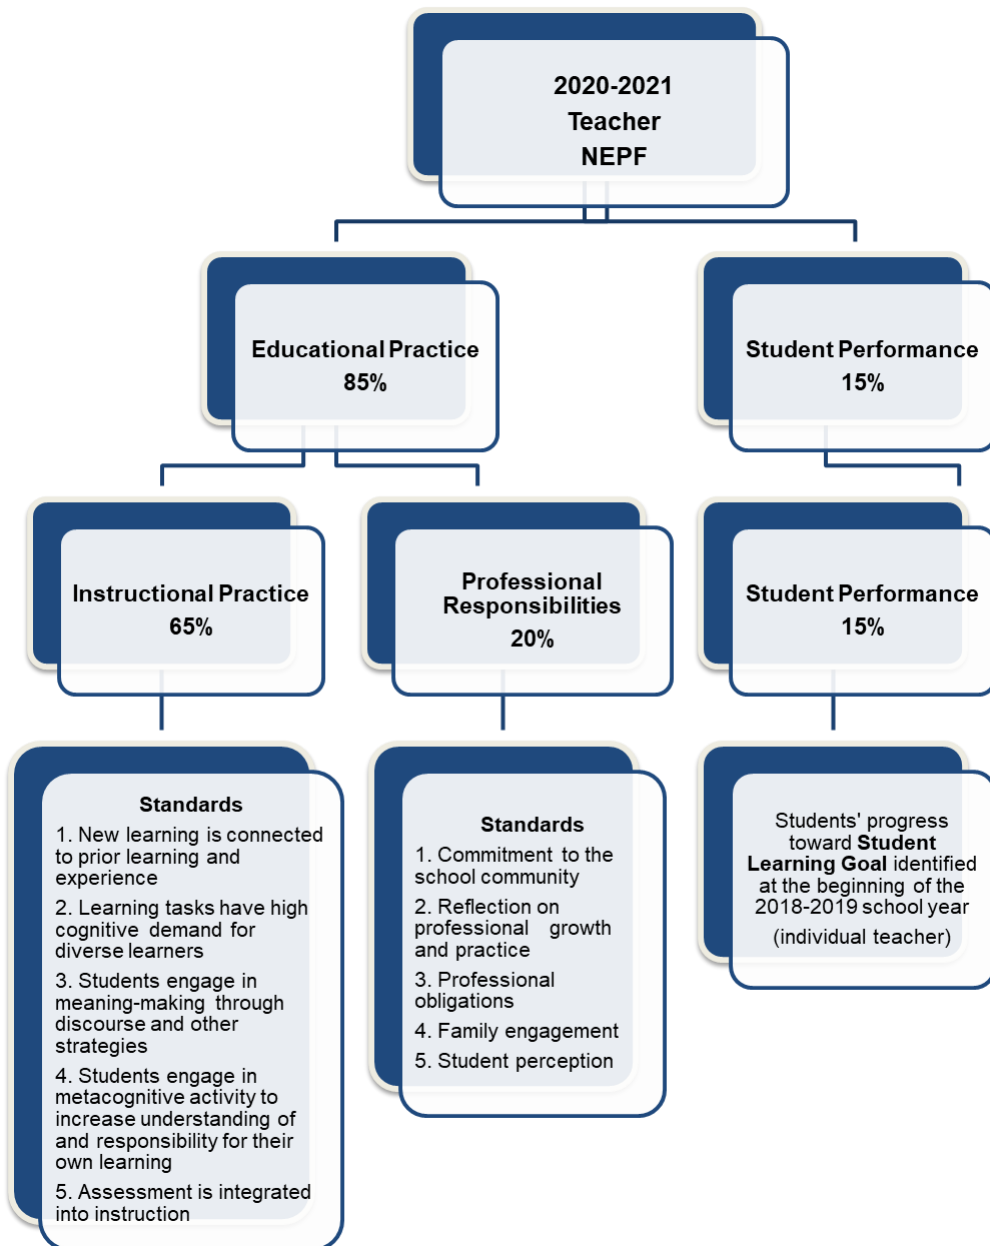 2020-2021
Teacher
NEPF
Educational Practice
85%
Student Performance
15%
Instructional Practice
65%
Professional
Responsibilities
20%
Student Performance
15%
Standards
1. New learning is connected
to prior learning and
experience
2. Learning tasks have high
cognitive demand for
diverse learners
3. Students engage in
meaning-making through
discourse and other
strategies
4. Students engage in
metacognitive activity to
increase understanding of
and responsibility for their
own learning
5. Assessment is integrated
into instruction
Standards
1. Commitment to the
school community
2. Reflection on
professional growth
and practice
3. Professional
obligations
4. Family engagement
5. Student perception
Students' progress
toward Student
Learning Goal identified
at the beginning of the
2018-2019 school year
(individual teacher)